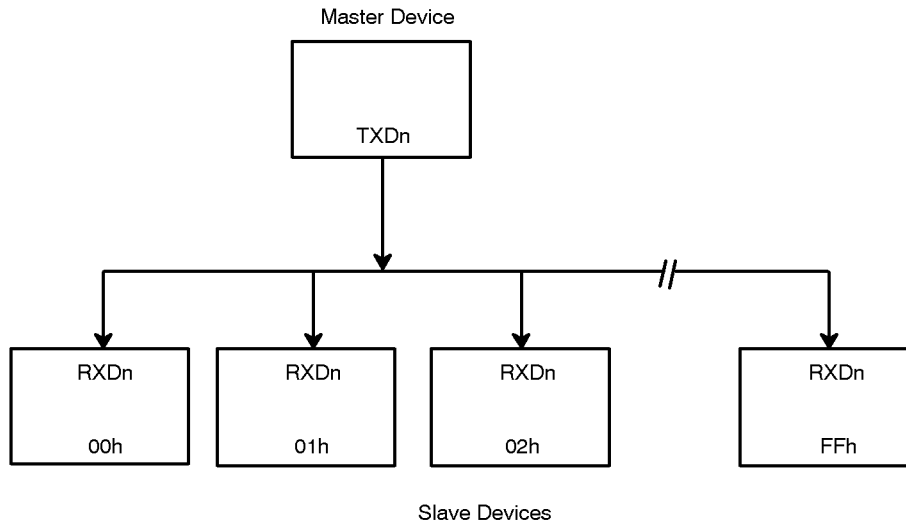 Master Device
TXDn
RXDn RXDn RXDn RXDn
00h 01h 02h FFh
Slave Devices